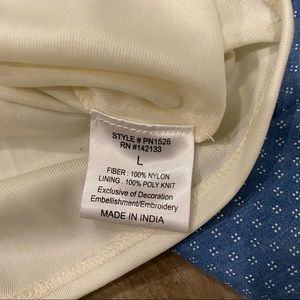 STYLE # PN1526
RN #142133
L
FIBER : 100% NYLON
LINING : 100% POLY KNIT
Exclusive of Decoration
Embellishment/Embroidery
MADE IN INDIA